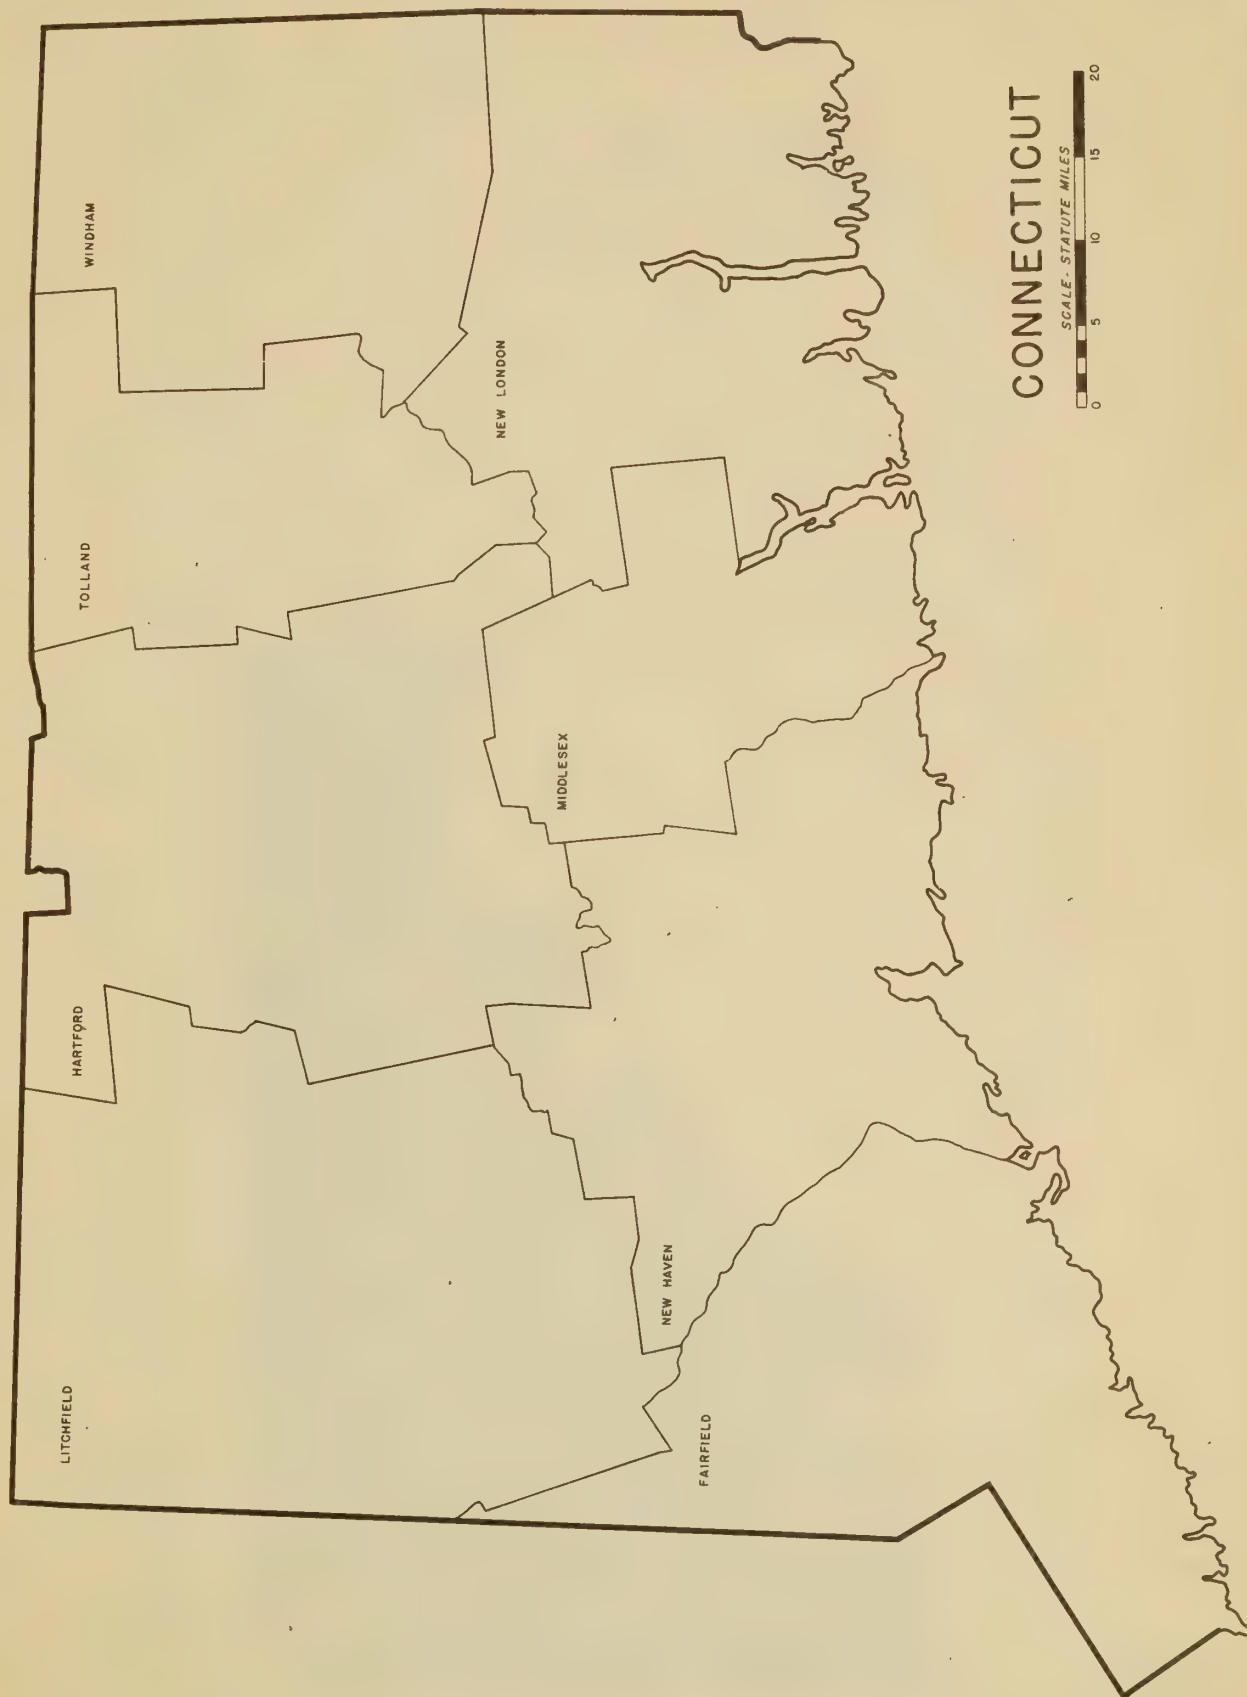 LITCHFIELD
HARTFORD
TOLLAND
WINDHAM
NEW LONDON
MIDDLESEX
NEW HAVEN
FAIRFIELD
CONNECTICUT
SCALE - STATUTE MILES
0 5 10 15 20